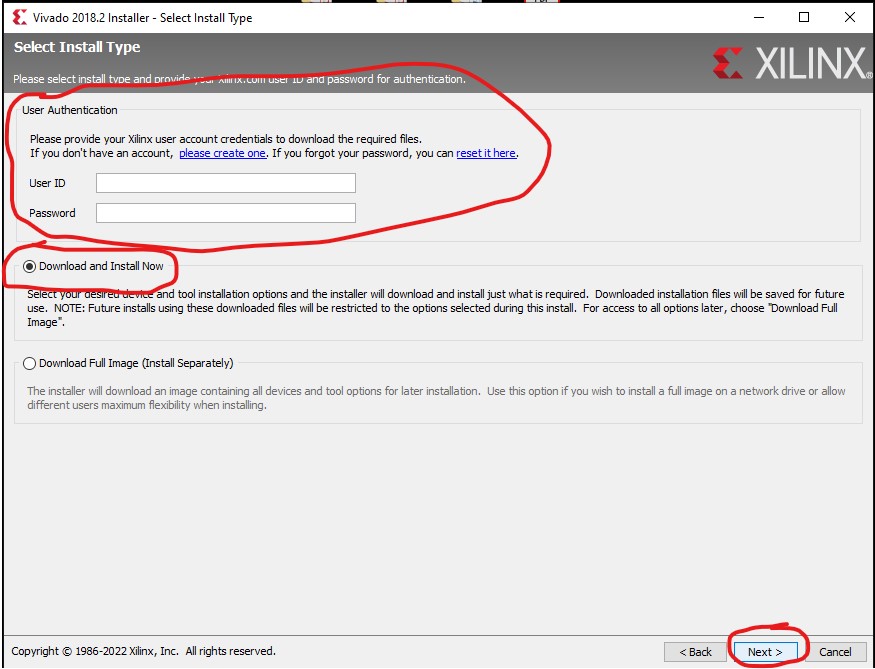 Vivado 2018.2 Installer - Select Install Type
Select Install Type
Please select install type and provide your Xilinx.com user ID and password for authentication.
XILINX®
User Authentication
Please provide your Xilinx user account credentials to download the required files.
If you don't have an account, please create one. If you forgot your password, you can reset it here.
User ID
Password
Download and Install Now
Select your desired device and tool installation options and the installer will download and install just what is required. Downloaded installation files will be saved for future
use. NOTE: Future installs using these downloaded files will be restricted to the options selected during this install. For access to all options later, choose "Download Full
Image".
Download Full Image (Install Separately)
The installer will download an image containing all devices and tool options for later installation. Use this option if you wish to install a full image on a network drive or allow
different users maximum flexibility when installing.
Copyright © 1986-2022 Xilinx, Inc. All rights reserved.
< Back
Next >
Cancel